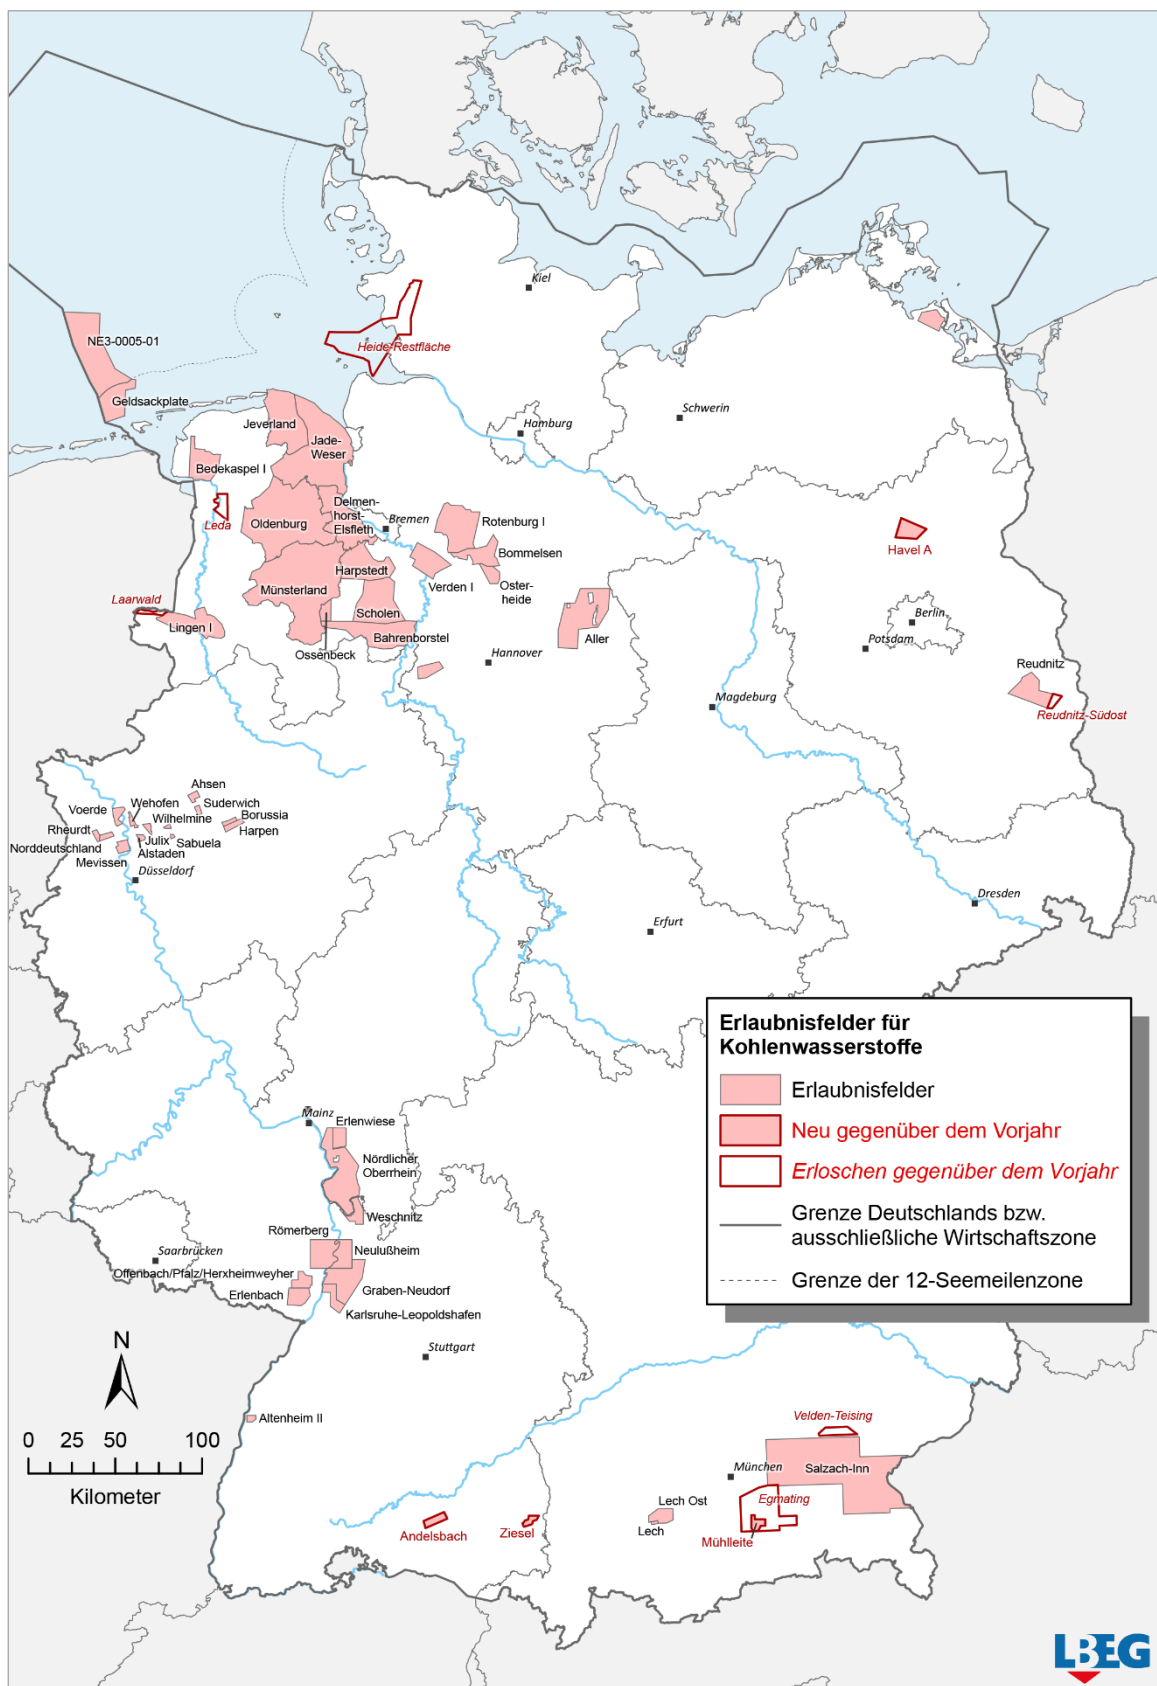 Kiel
NE3-0005-01
Heide-Restfläche
Geldsackplate
Schwerin
Jeverland
Hamburg
Jade-
Weser
Bedekaspel I
Delmen-
horst-
Elsfleth
Leda
Oldenburg
Bremen
Rotenburg I
Havel A
Bommelsen
Harpstedt
Verden I
Oster-
heide
Münsterland
Laarwald
Scholen
Lingen I
Berlin
Bahrenborstel
Aller
Potsdam
Ossenbeck
Hannover
Reudnitz
Magdeburg
Reudnitz-Südost
Ahsen
Wehofen
Suderwich
Voerde
Borussia
Wilhelmine
Rheurdt
Harpen
Julix
Sabuela
Norddeutschland
Alstaden
Mevissen
Düsseldorf
Dresden
Erfurt
Erlaubnisfelder für
Kohlenwasserstoffe
Erlaubnisfelder
Neu gegenüber dem Vorjahr
Erloschen gegenüber dem Vorjahr
Grenze Deutschlands bzw.
ausschließliche Wirtschaftszone
Grenze der 12-Seemeilenzone
Mainz
Erlenwiese
Nördlicher
Oberrhein
Weschnitz
Römerberg
Saarbrücken
Neulußheim
Offenbach/Pfalz/Herxheimweyher
Erlenbach
Graben-Neudorf
Karlsruhe-Leopoldshafen
N
Stuttgart
Altenheim II
Velden-Teising
0 25 50 100
Kilometer
München
Salzach-Inn
Lech Ost
Egmating
Andelsbach
Ziesel
Lech
Mühlleite
LBEG